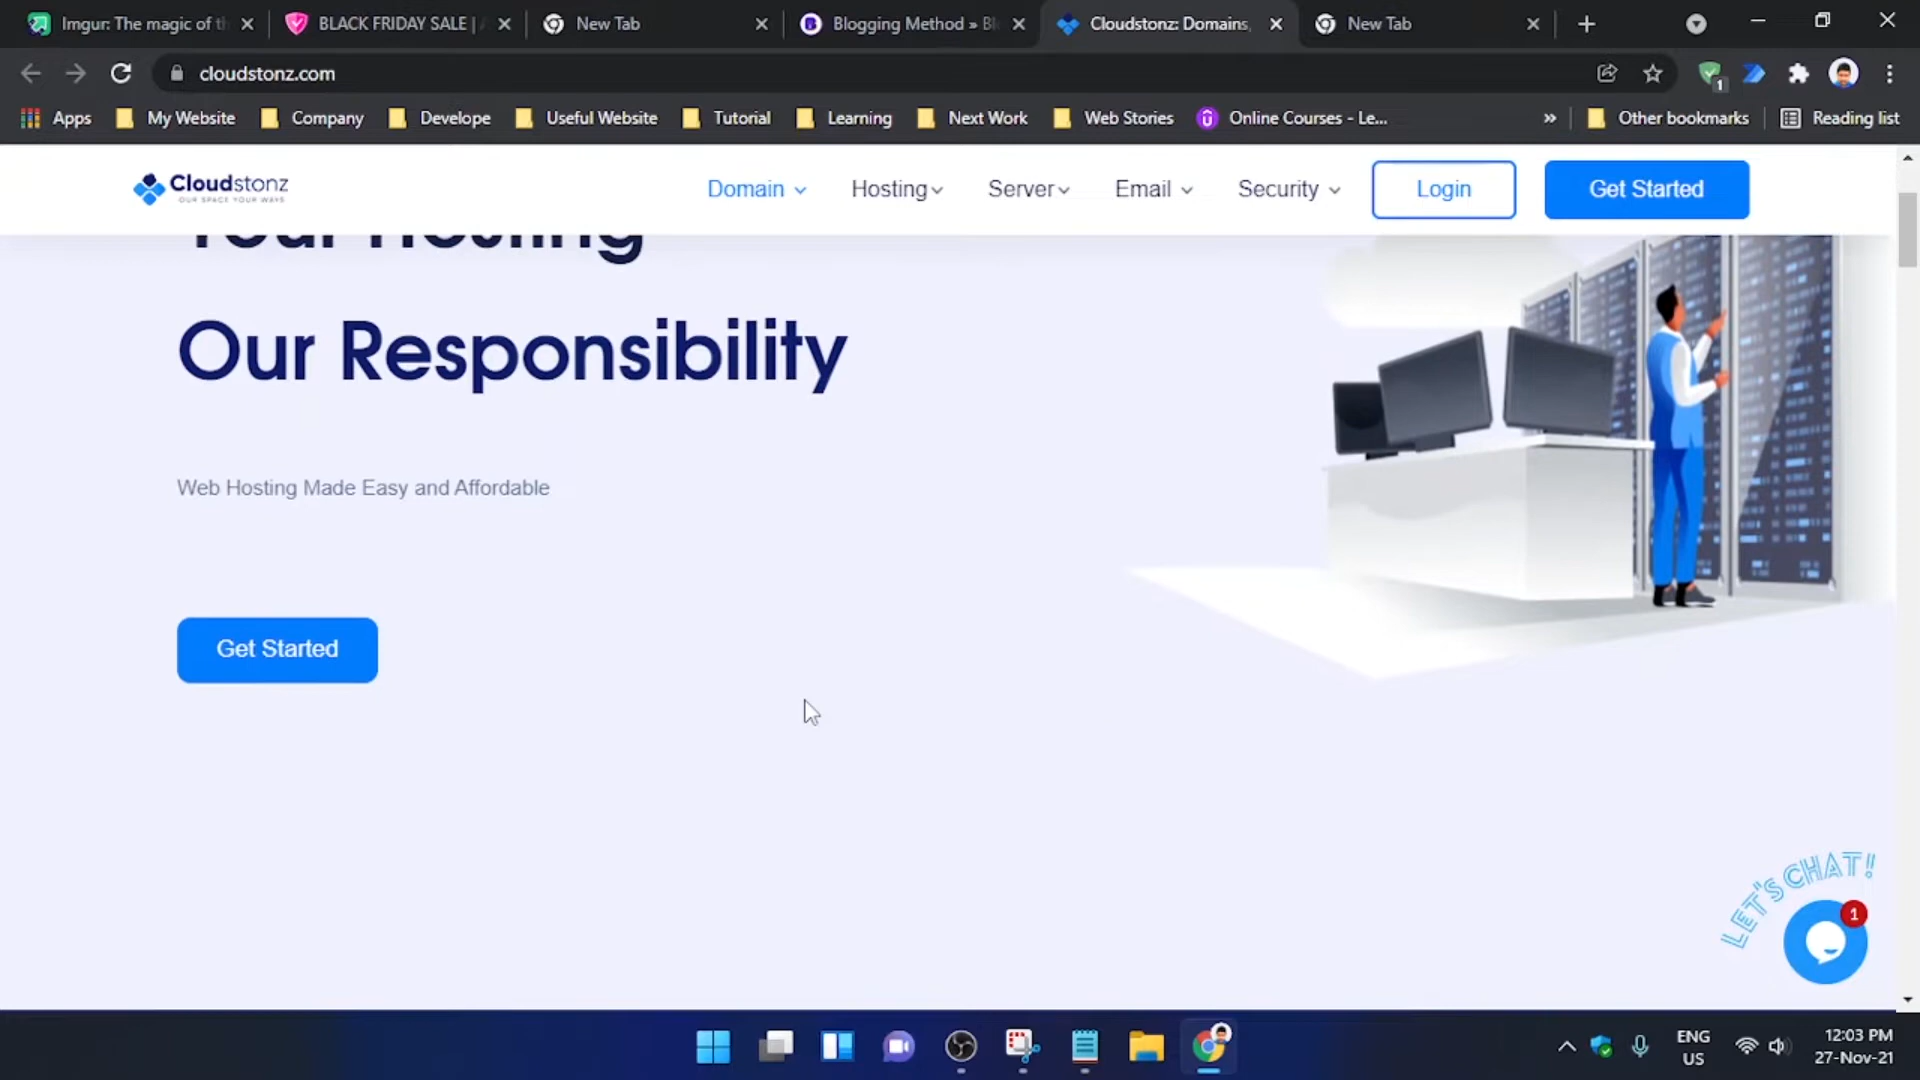 Imgur: The magic of th
BLACK FRIDAY SALE |
New Tab
Blogging Method » Bl
Cloudstonz: Domains,
New Tab
cloudstonz.com
1
Apps
My Website
Company
Develope
Useful Website
Tutorial
Learning
Next Work
Web Stories
Online Courses - Le...
»
Other bookmarks
Reading list
Cloudstonz
OUR SPACE YOUR WAYS
Domain
Hosting
Server
Email
Security
Login
Get Started
Your Hosting
Our Responsibility
Web Hosting Made Easy and Affordable
Get Started
LET'S CHAT!
1
ENG
US
12:03 PM
27-Nov-21